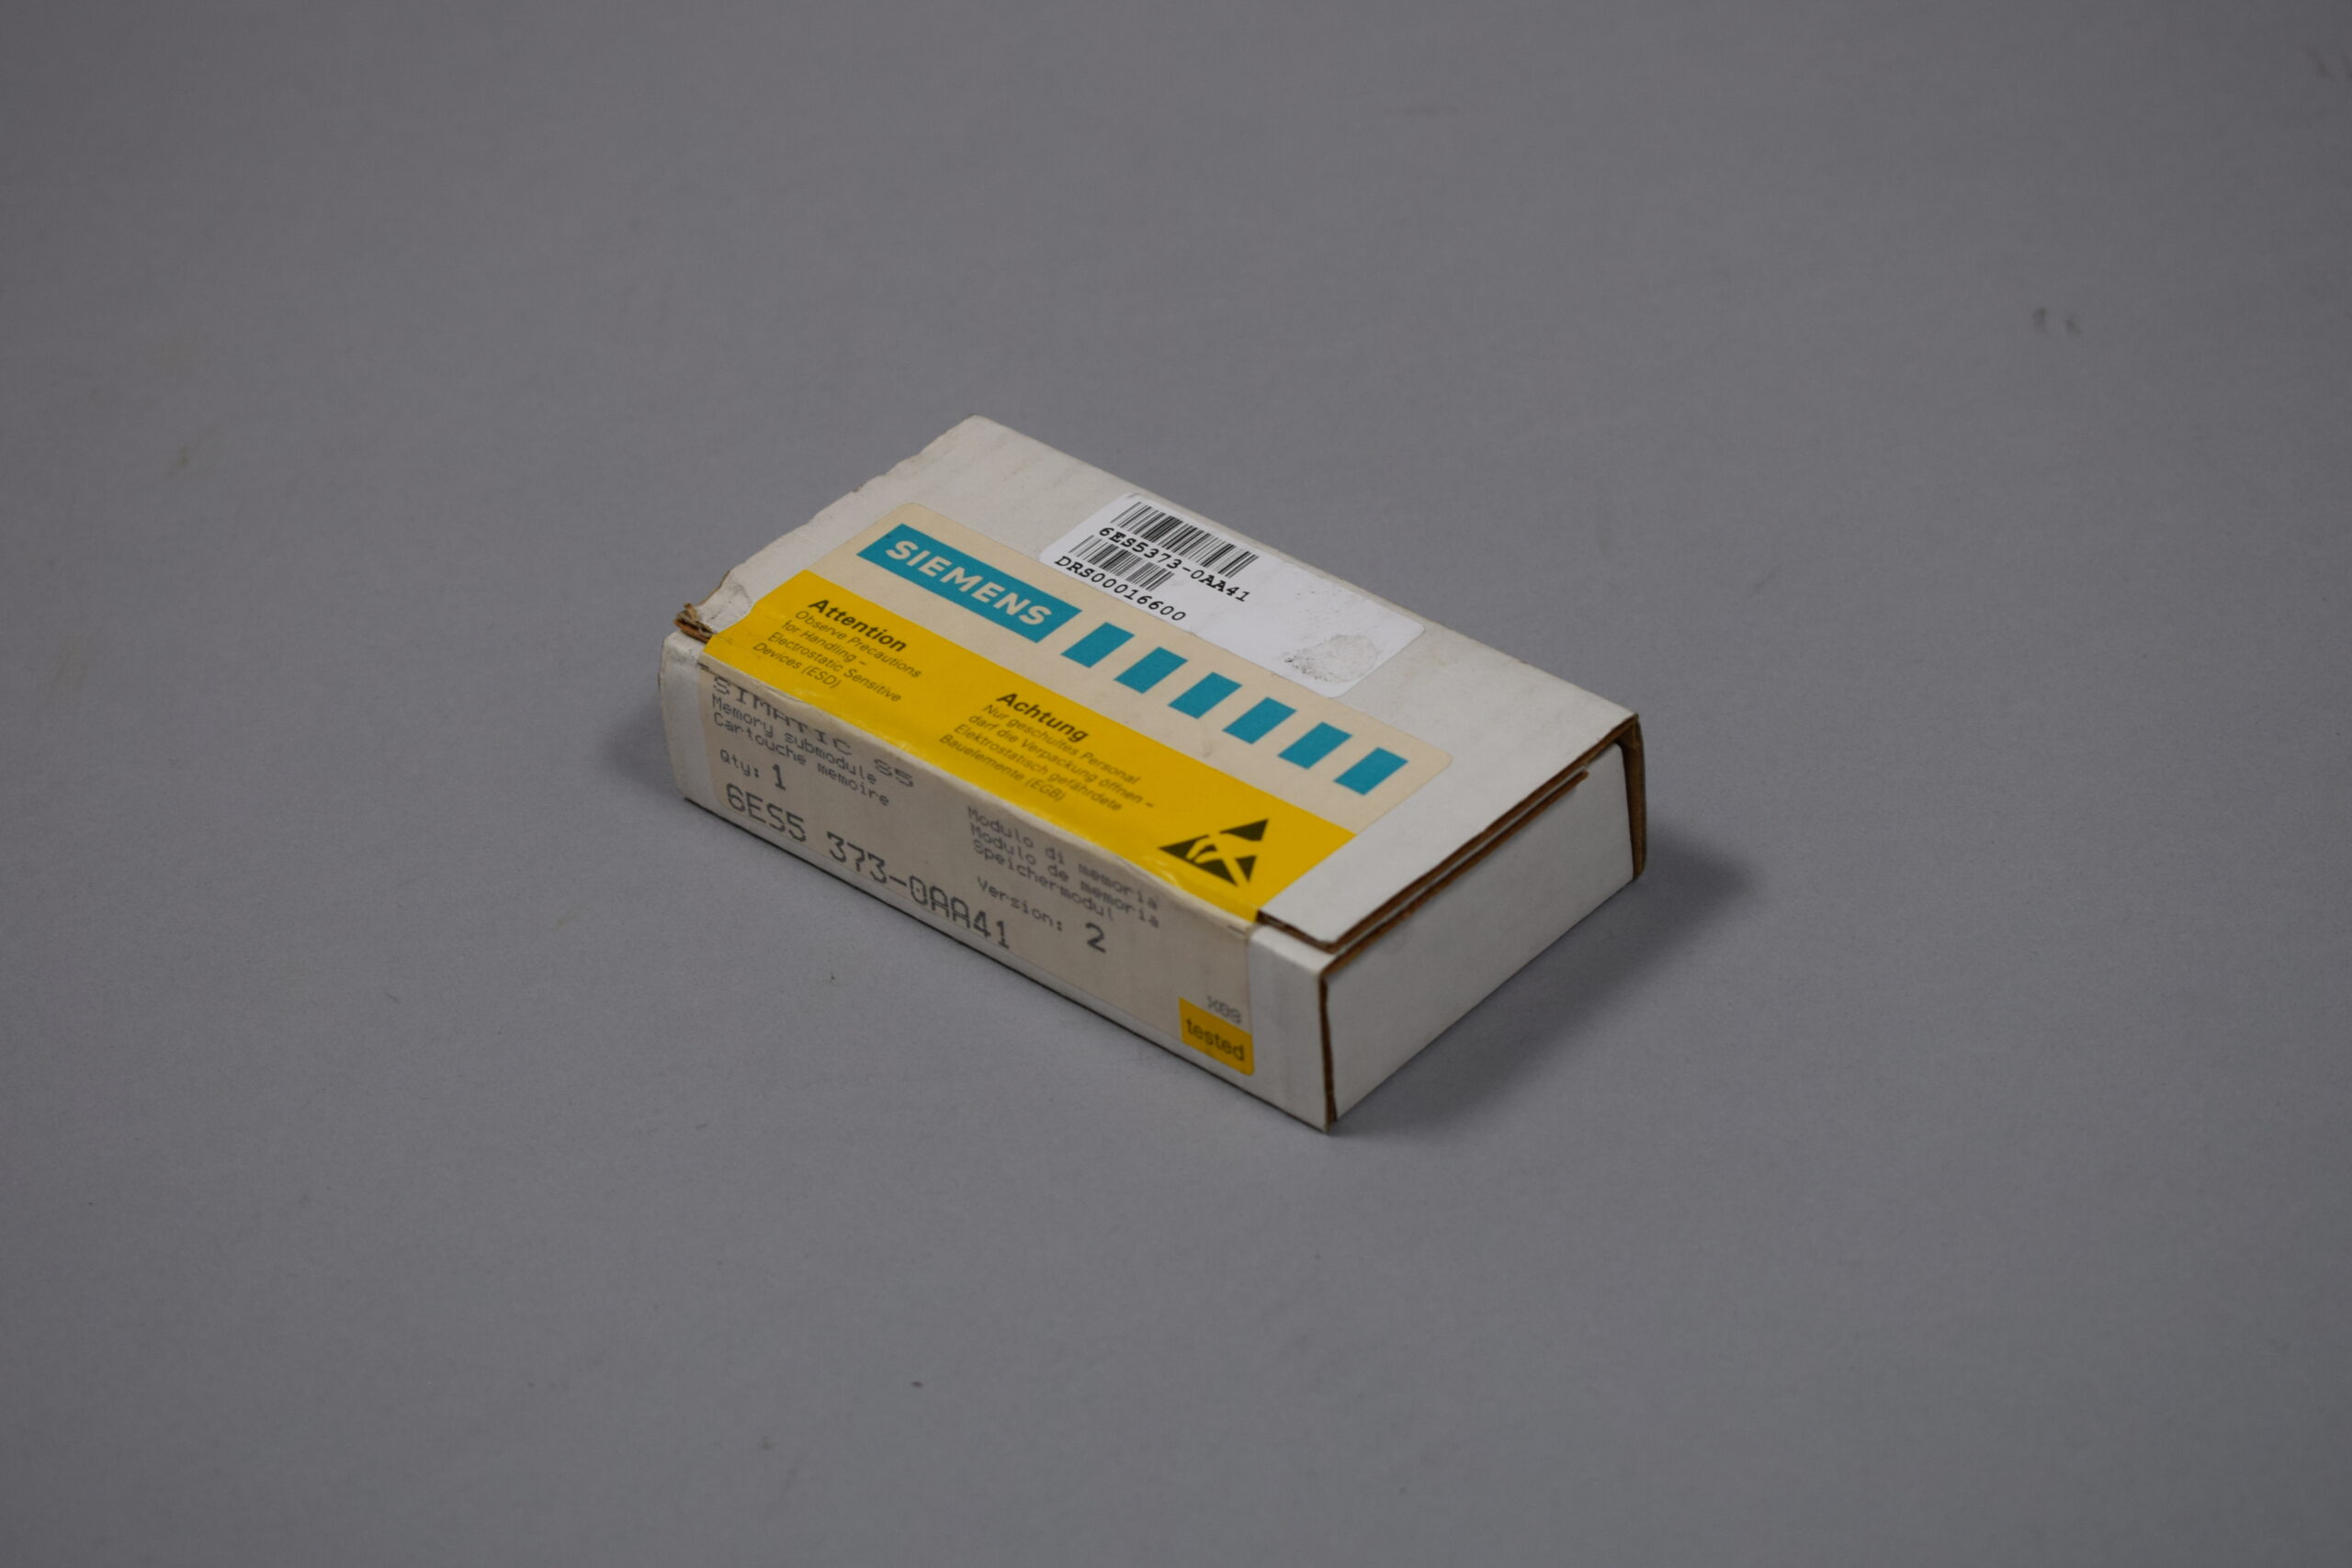 6ES5373-0AA41
DRS00016600
SIEMENS
Attention
Observe Precautions
for Handling –
Electrostatic Sensitive
Devices (ESD)
Achtung
Nur geschultes Personal
darf die Verpackung öffnen –
Elektrostatisch gefährdete
Bauelemente (EGB)
SIMATIC S5
Memory submodule
Cartouche memoire
Modulo di memoria
Modulo de memoria
Speichermodul
Qty: 1
Version: 2
6ES5 373-0AA41
tested